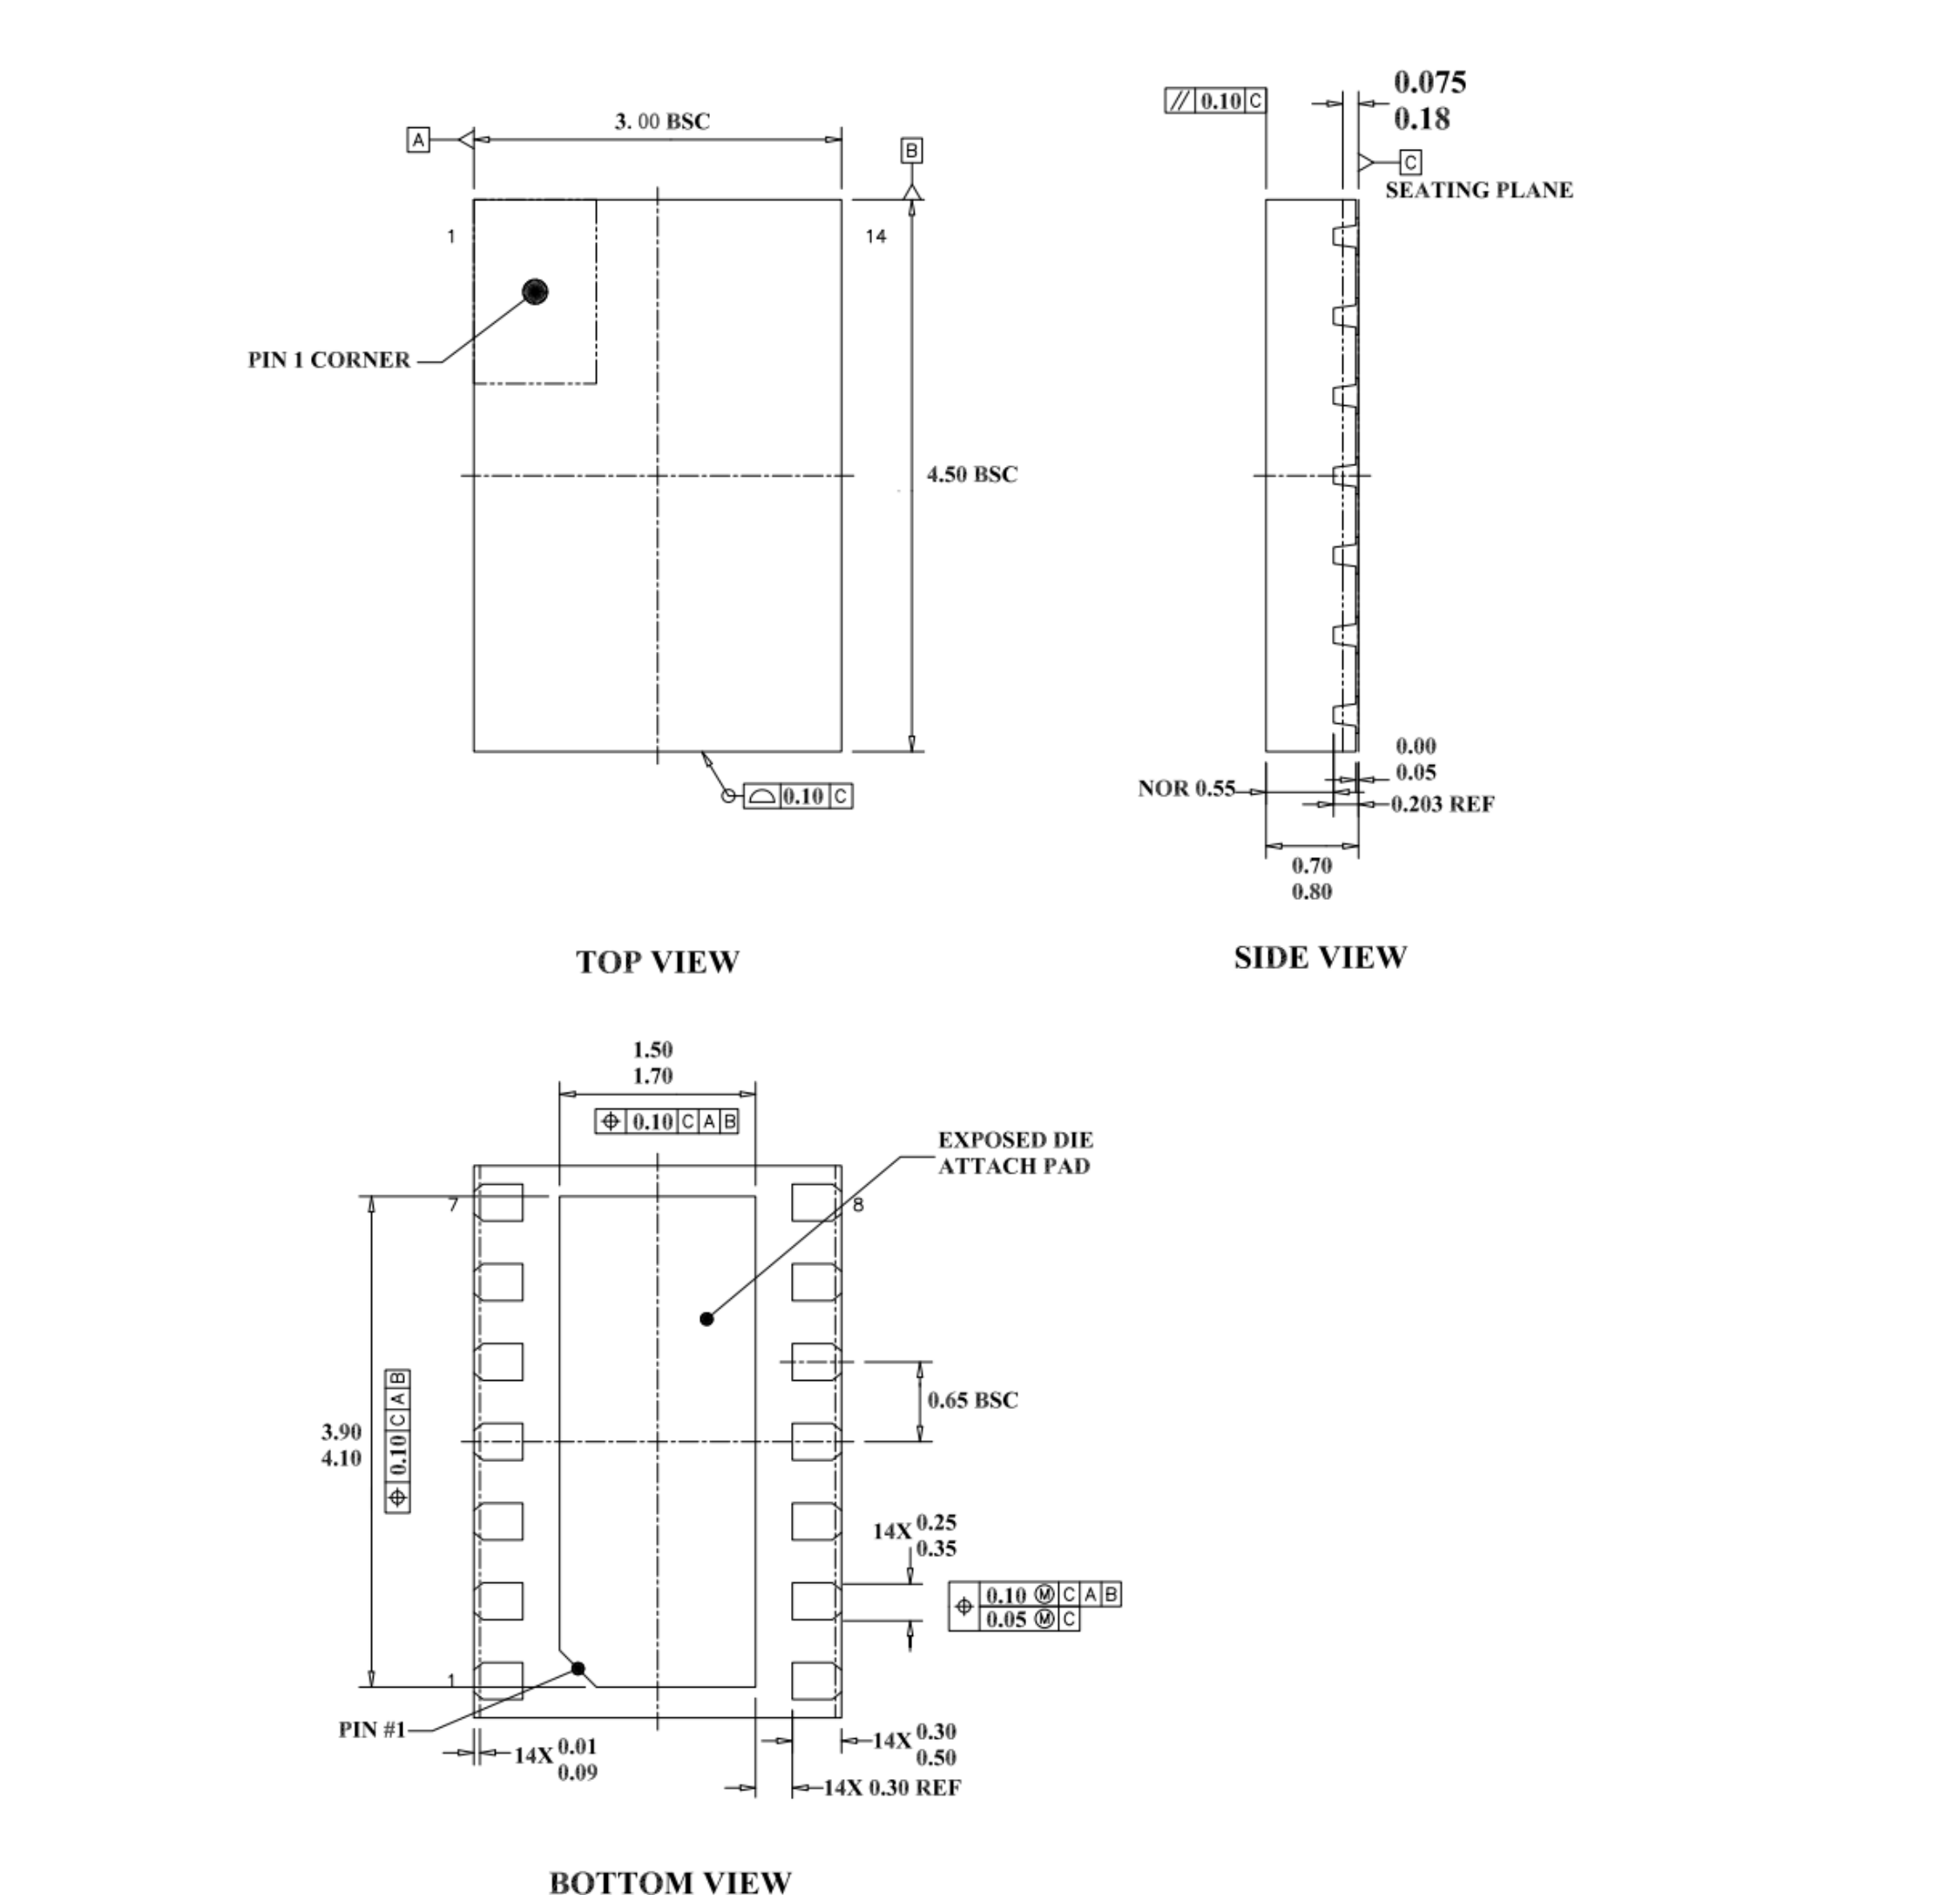 0.075
// 0.10 C
0.18
3. 00 BSC
A
B
C
SEATING PLANE
1
14
PIN 1 CORNER
4.50 BSC
0.00
0.05
NOR 0.55
0.10 C
0.203 REF
0.70
0.80
TOP VIEW
SIDE VIEW
1.50
1.70
0.10 C A B
EXPOSED DIE
ATTACH PAD
7
8
0.65 BSC
0.10 C A B
3.90
4.10
14X 0.25
0.35
0.10 Ⓜ C A B
0.05 Ⓜ C
1
PIN #1
14X 0.01
0.09
14X 0.30
0.50
14X 0.30 REF
BOTTOM VIEW